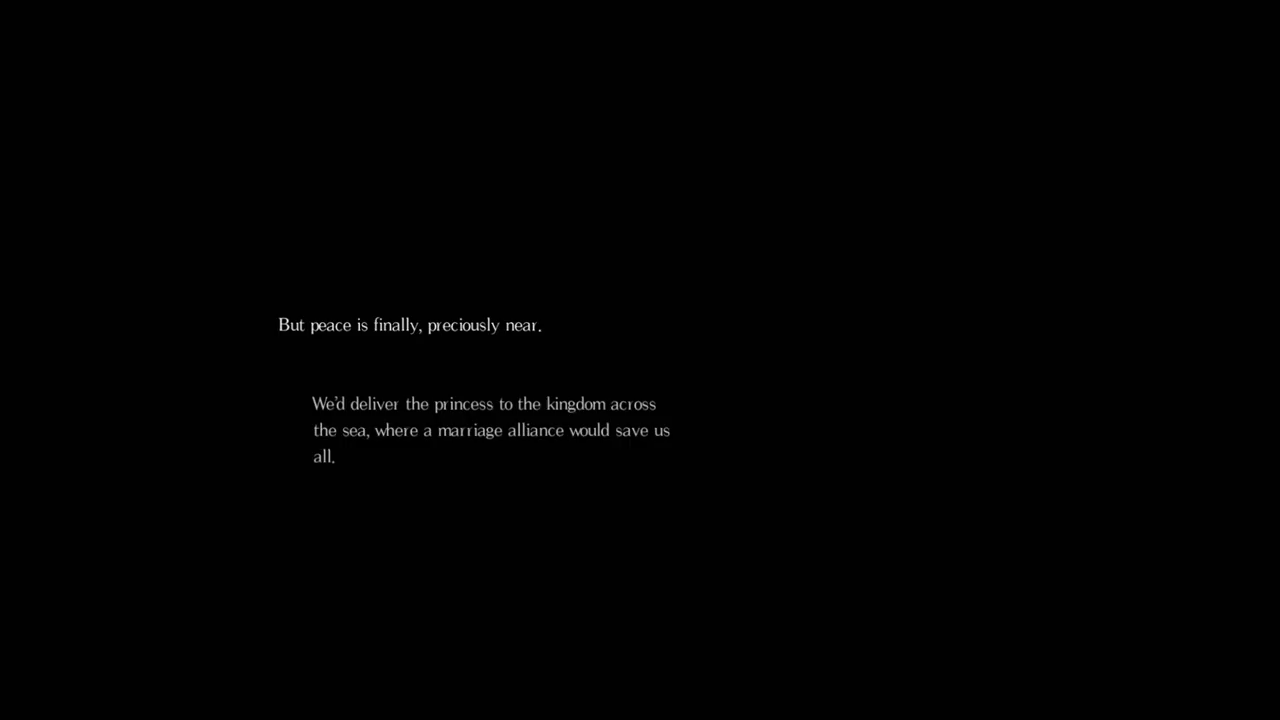 But peace is finally, preciously near.
We'd deliver the princess to the kingdom across
the sea, where a marriage alliance would save us
all.